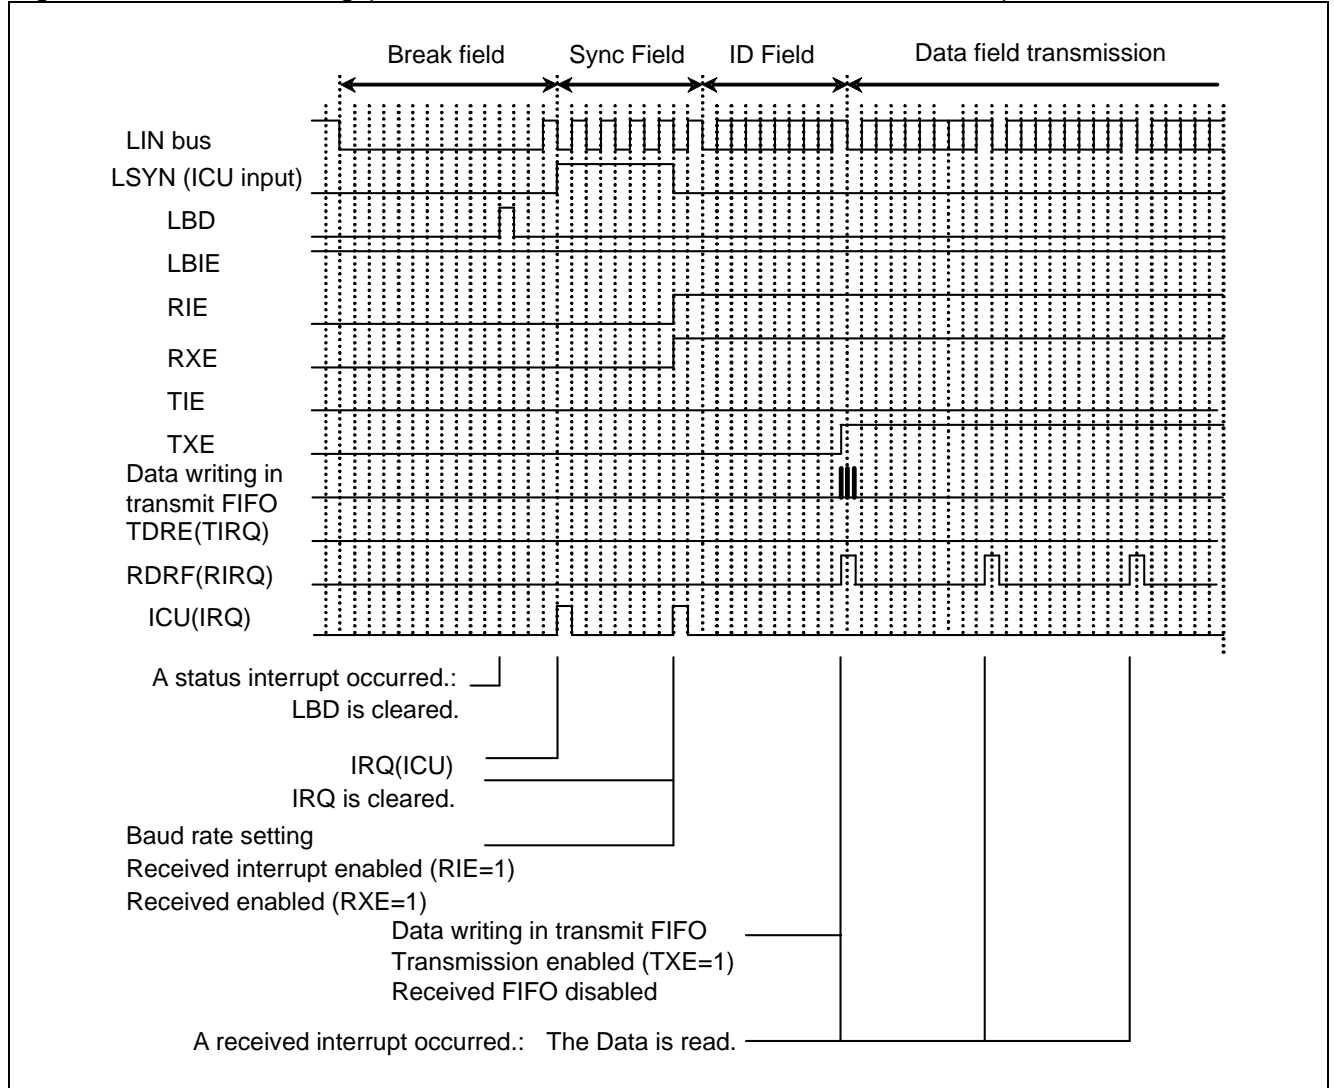 Break field Sync Field ID Field Data field transmission
LIN bus
LSYN (ICU input)
LBD
LBIE
RIE
RXE
TIE
TXE
Data writing in
transmit FIFO
TDRE(TIRQ)
RDRF(RIRQ)
ICU(IRQ)
A status interrupt occurred.:
LBD is cleared.
IRQ(ICU)
IRQ is cleared.
Baud rate setting
Received interrupt enabled (RIE=1)
Received enabled (RXE=1)
Data writing in transmit FIFO
Transmission enabled (TXE=1)
Received FIFO disabled
A received interrupt occurred.: The Data is read.